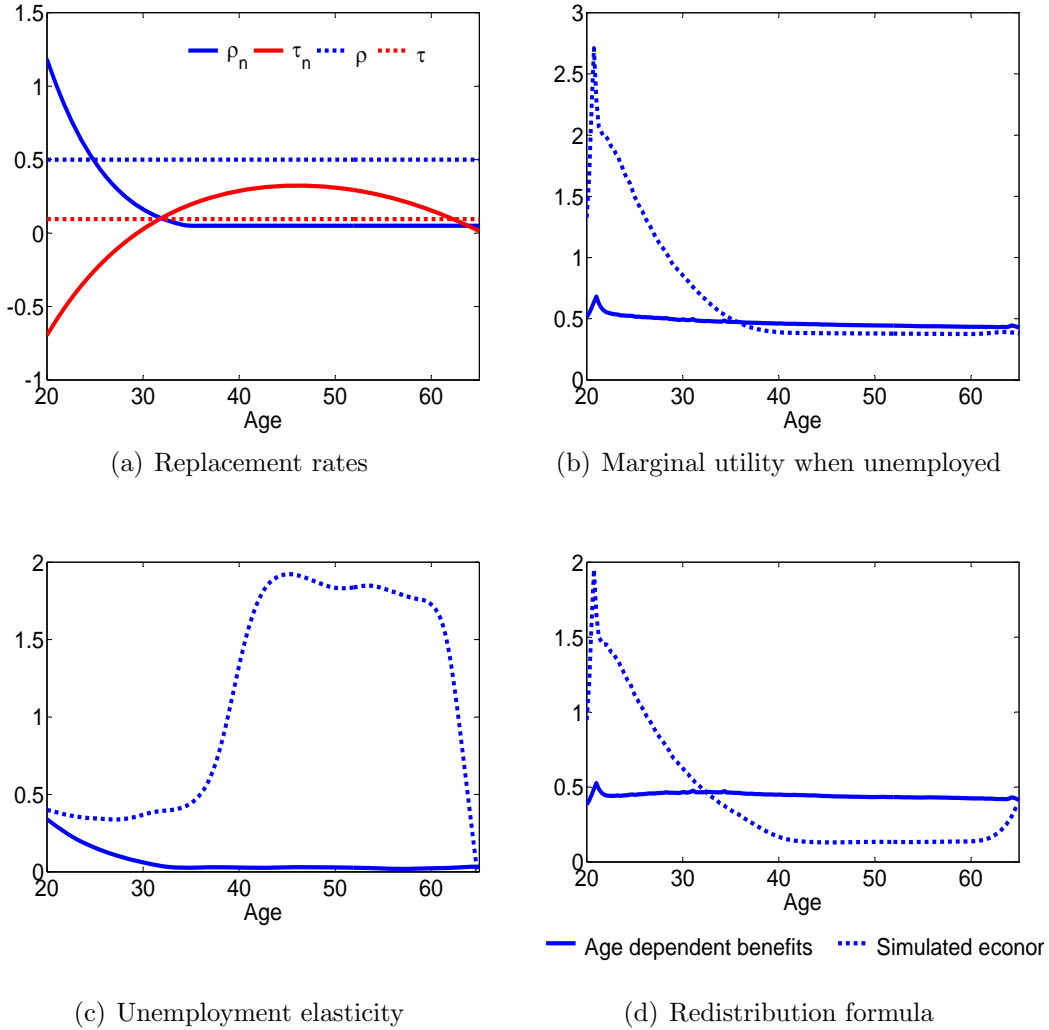 1.5
1
0.5
0
-0.5
-1
ρn τn ρ τ
20 30 40 50 60
Age
(a) Replacement rates
3
2.5
2
1.5
1
0.5
0
20 30 40 50 60
Age
(b) Marginal utility when unemployed
2
1.5
1
0.5
0
20 30 40 50 60
Age
(c) Unemployment elasticity
2
1.5
1
0.5
0
20 30 40 50 60
Age
Age dependent benefits Simulated econor
(d) Redistribution formula